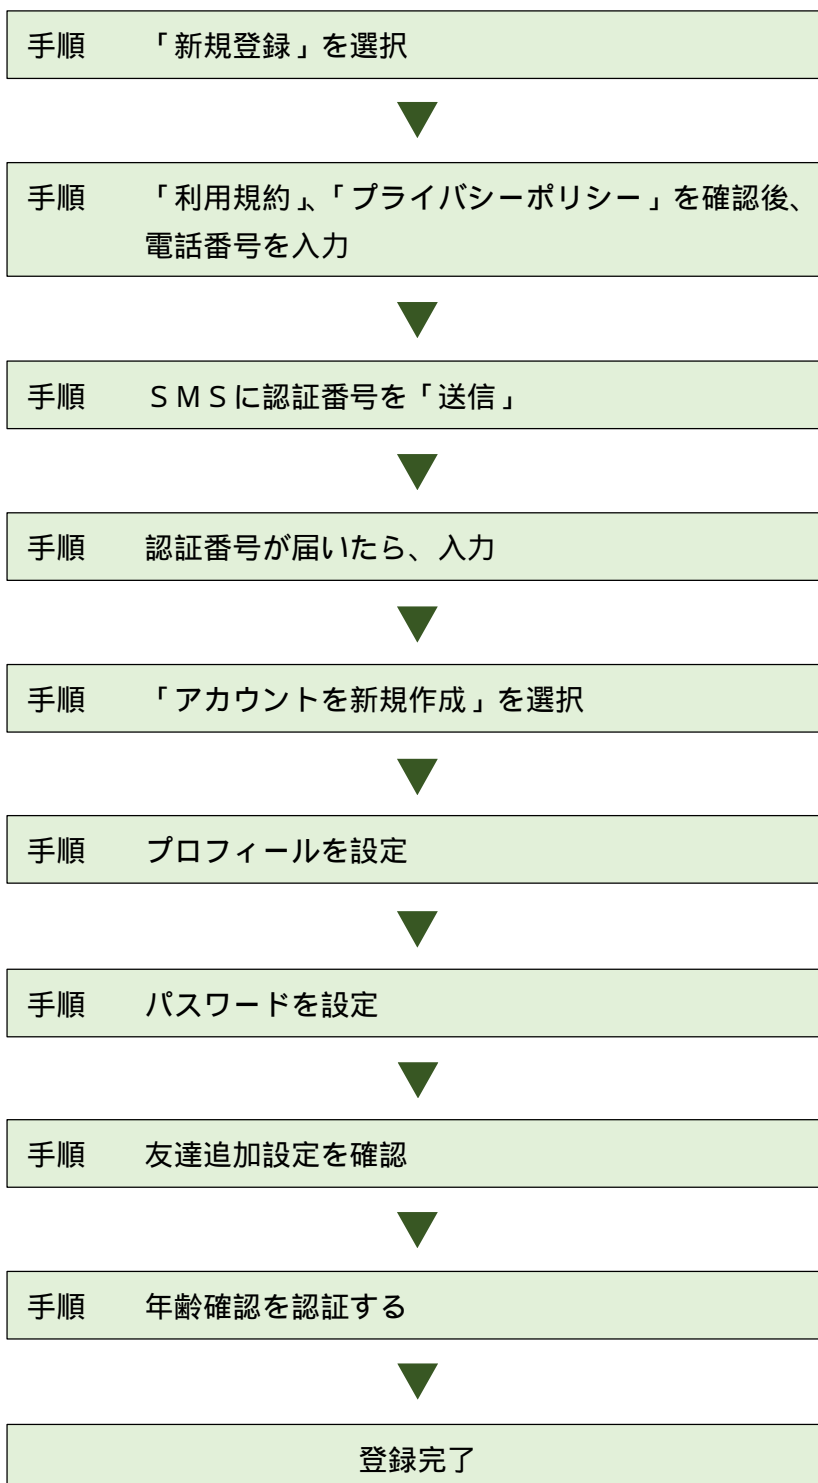 手順　「新規登録」を選択
手順　「利用規約」、「プライバシーポリシー」を確認後、
電話番号を入力
手順　ＳＭＳに認証番号を「送信」
手順　認証番号が届いたら、入力
手順　「アカウントを新規作成」を選択
手順　プロフィールを設定
手順　パスワードを設定
手順　友達追加設定を確認
手順　年齢確認を認証する
登録完了